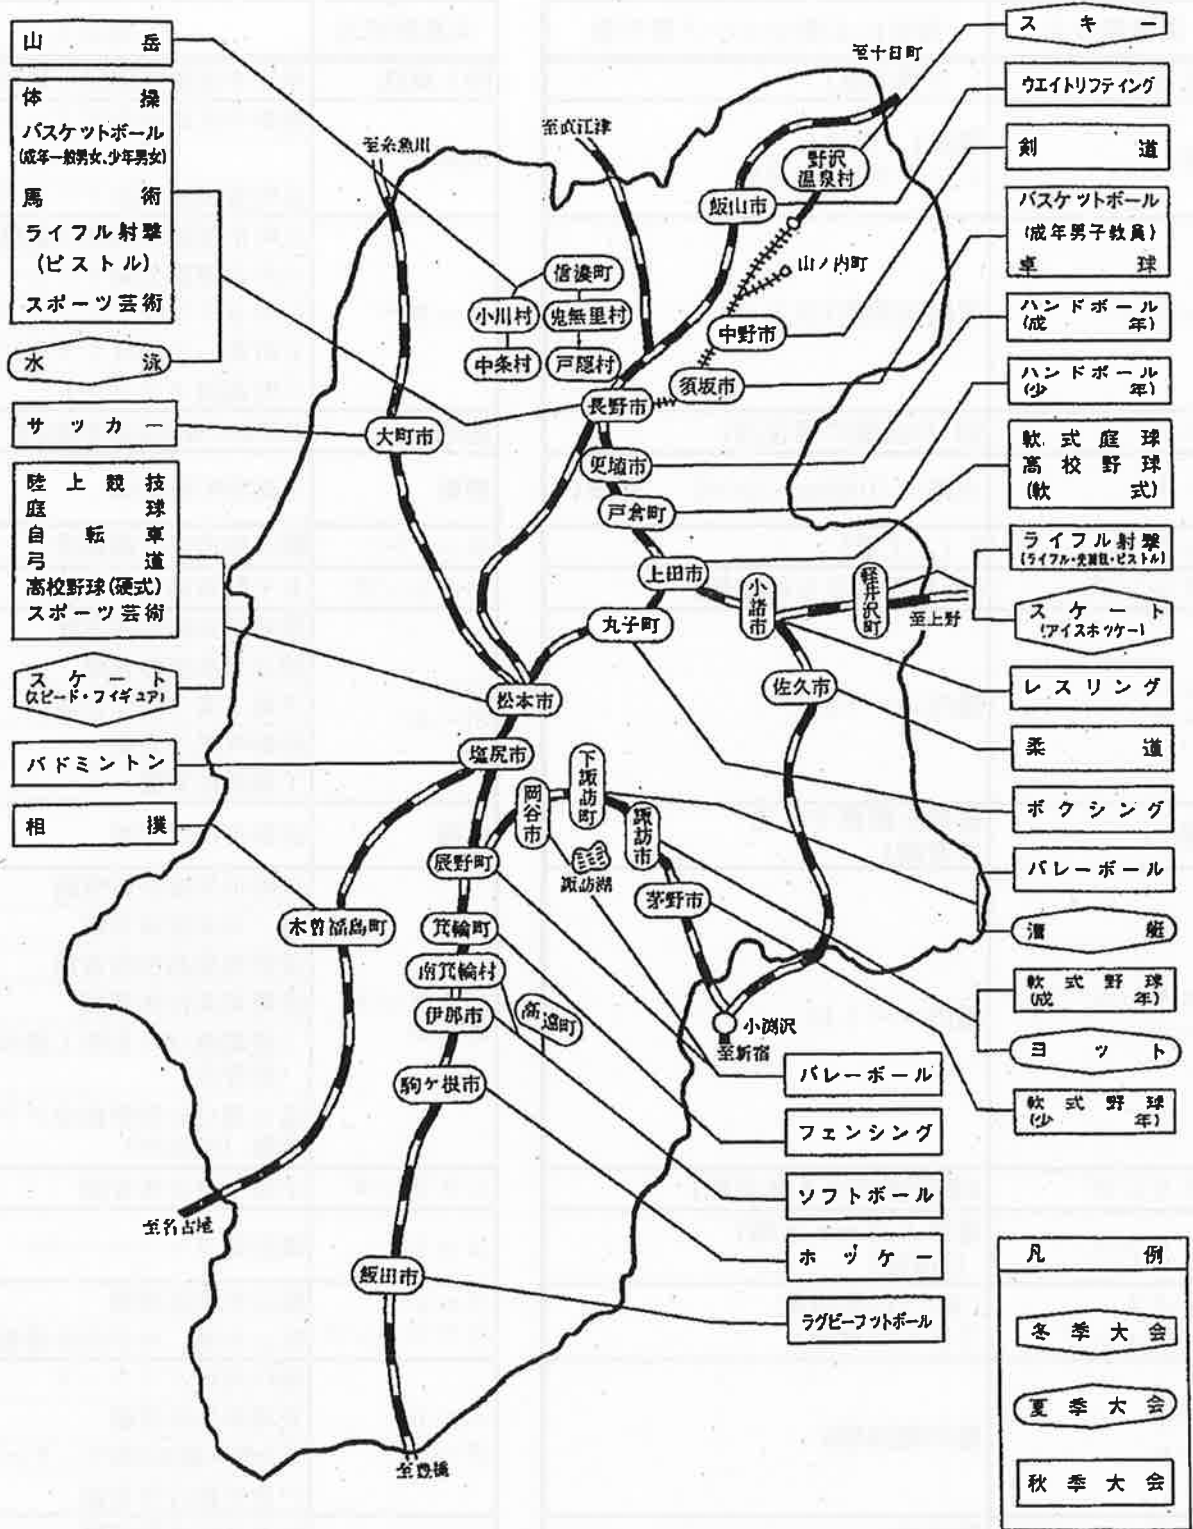 山岳
体操
バスケットボール
(成年一般男女、少年男女)
馬術
ライフル射撃
(ピストル)
スポーツ芸術
水泳
サッカー
陸上競技
庭球
自転車
弓道
高校野球(硬式)
スポーツ芸術
スケート
(スピード・フィギュア)
バドミントン
相撲
至糸魚川
至直江津
至十日町
野沢
温泉村
飯山市
山ノ内町
信濃町
小川村
鬼無里村
中条村
戸隠村
中野市
須坂市
長野市
大町市
更埴市
戸倉町
上田市
小諸市
軽井沢町
至上野
丸子町
佐久市
松本市
塩尻市
岡谷市
下諏訪町
諏訪市
諏訪湖
辰野町
茅野市
木曽福島町
箕輪町
南箕輪村
高遠町
伊那市
小渕沢
至新宿
駒ヶ根市
至名古屋
飯田市
至豊橋
スキー
ウエイトリフティング
剣道
バスケットボール
(成年男子教員)
卓球
ハンドボール
(成年)
ハンドボール
(少年)
軟式庭球
高校野球
(軟式)
ライフル射撃
スケート
(アイスホッケー)
レスリング
柔道
ボクシング
バレーボール
漕艇
軟式野球
(成年)
ヨット
軟式野球
(少年)
バレーボール
フェンシング
ソフトボール
ホッケー
ラグビーフットボール
凡例
冬季大会
夏季大会
秋季大会